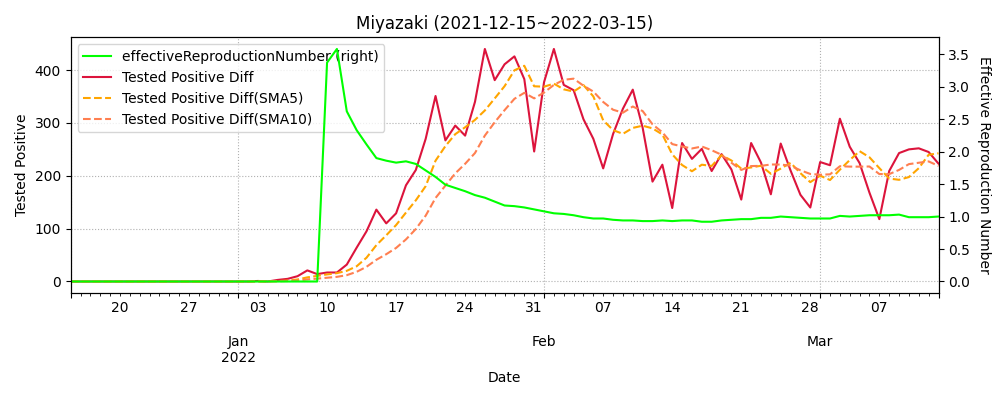 Miyazaki (2021-12-15~2022-03-15)
effectiveReproductionNumber (right)
Tested Positive Diff
Tested Positive Diff(SMA5)
Tested Positive Diff(SMA10)
Tested Positive
400
300
200
100
0
3.5
3.0
2.5
2.0
1.5
1.0
0.5
0.0
Effective Reproduction Number
20 27 03 10 17 24 31 07 14 21 28 07
Jan Feb Mar
2022
Date